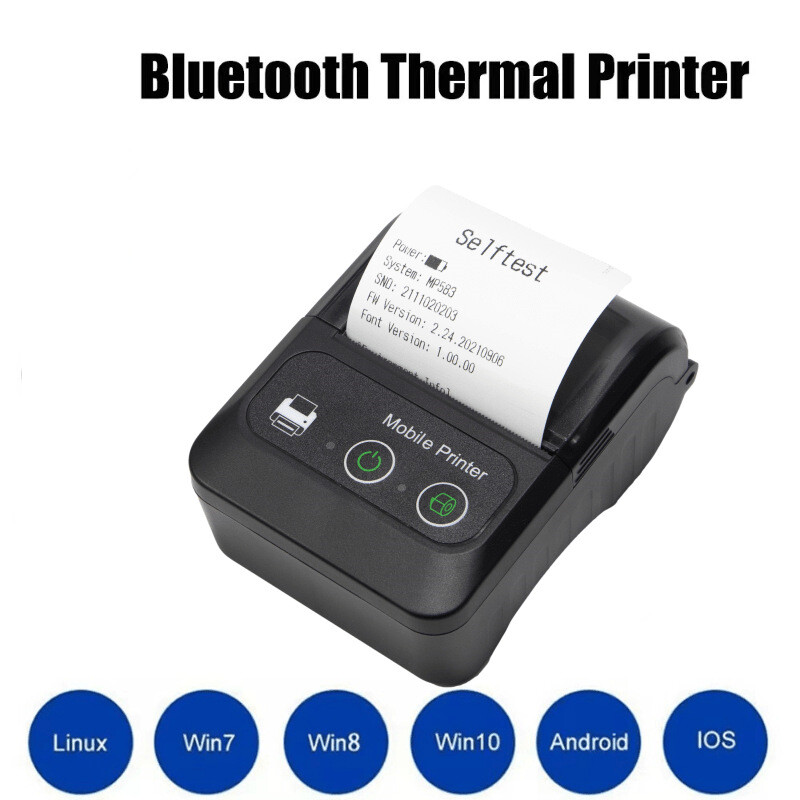 Bluetooth Thermal Printer
Selftest
Power:
System: MP583
SNO: 2111020203
FW Version: 2.24.20210906
Font Version: 1.00.00
Mobile Printer
Linux
Win7
Win8
Win10
Android
IOS